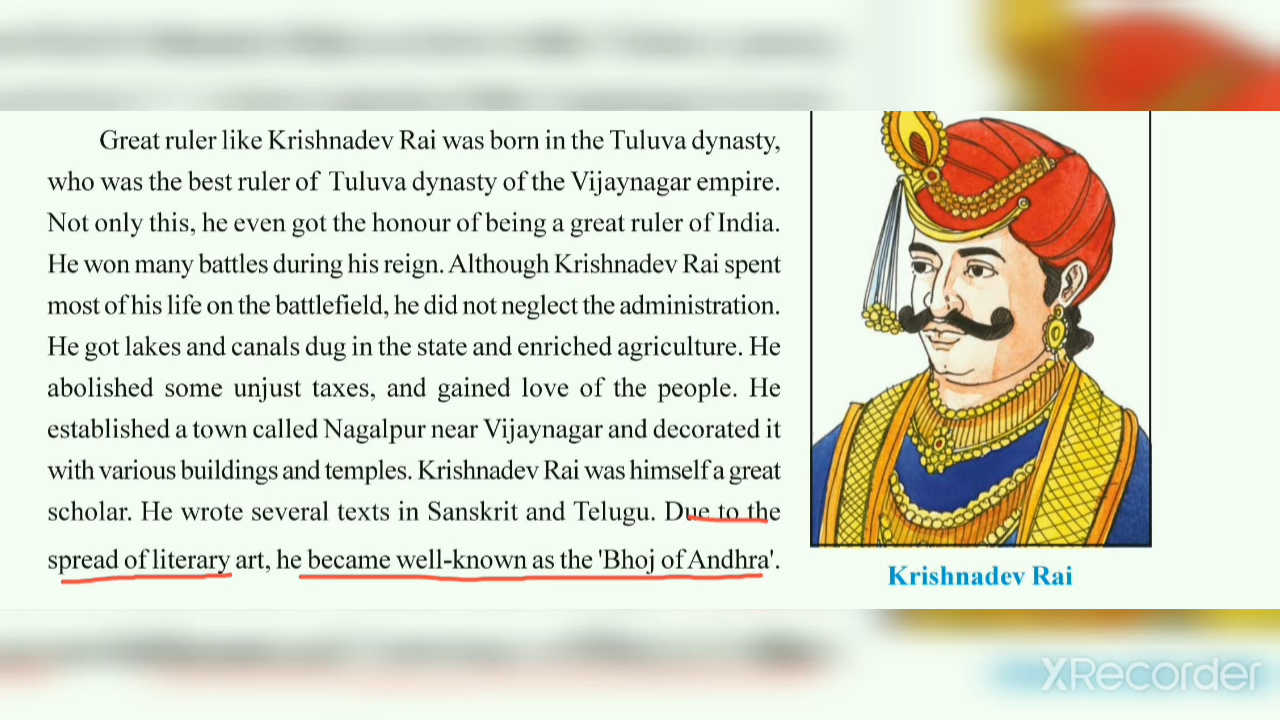 Great ruler like Krishnadev Rai was born in the Tuluva dynasty,
who was the best ruler of Tuluva dynasty of the Vijaynagar empire.
Not only this, he even got the honour of being a great ruler of India.
He won many battles during his reign. Although Krishnadev Rai spent
most of his life on the battlefield, he did not neglect the administration.
He got lakes and canals dug in the state and enriched agriculture. He
abolished some unjust taxes, and gained love of the people. He
established a town called Nagalpur near Vijaynagar and decorated it
with various buildings and temples. Krishnadev Rai was himself a great
scholar. He wrote several texts in Sanskrit and Telugu. Due to the
spread of literary art, he became well-known as the 'Bhoj of Andhra'.
Krishnadev Rai
XRecorder